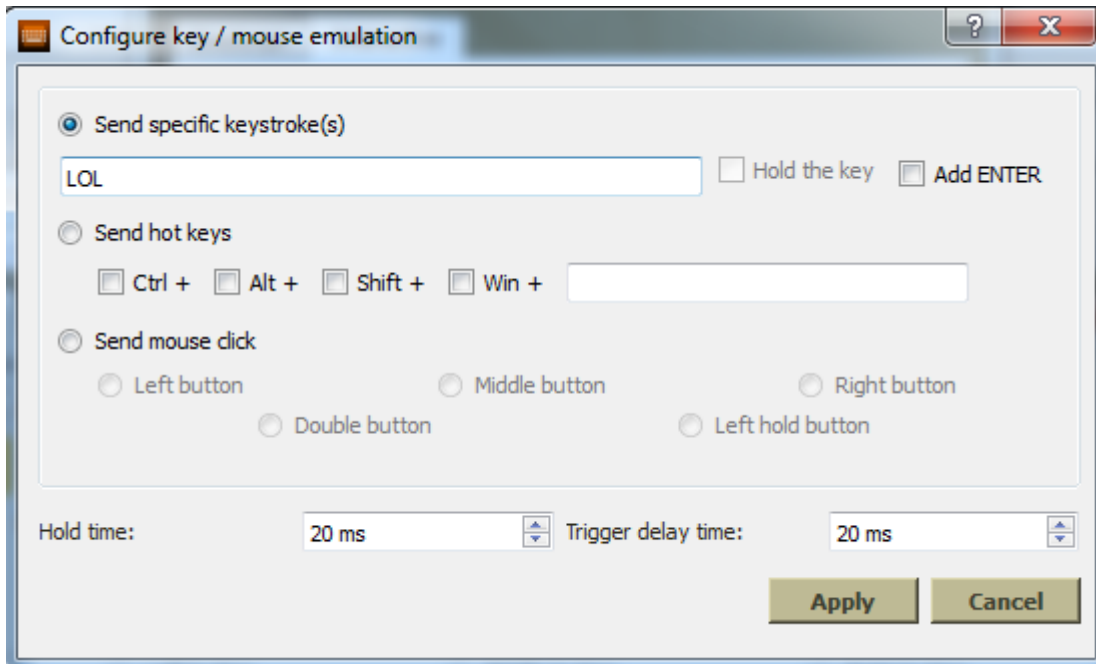 Configure key / mouse emulation
Send specific keystroke(s)
LOL Hold the key Add ENTER
Send hot keys
Ctrl + Alt + Shift + Win +
Send mouse click
Left button Middle button Right button
Double button Left hold button
Hold time: 20 ms Trigger delay time: 20 ms
Apply Cancel